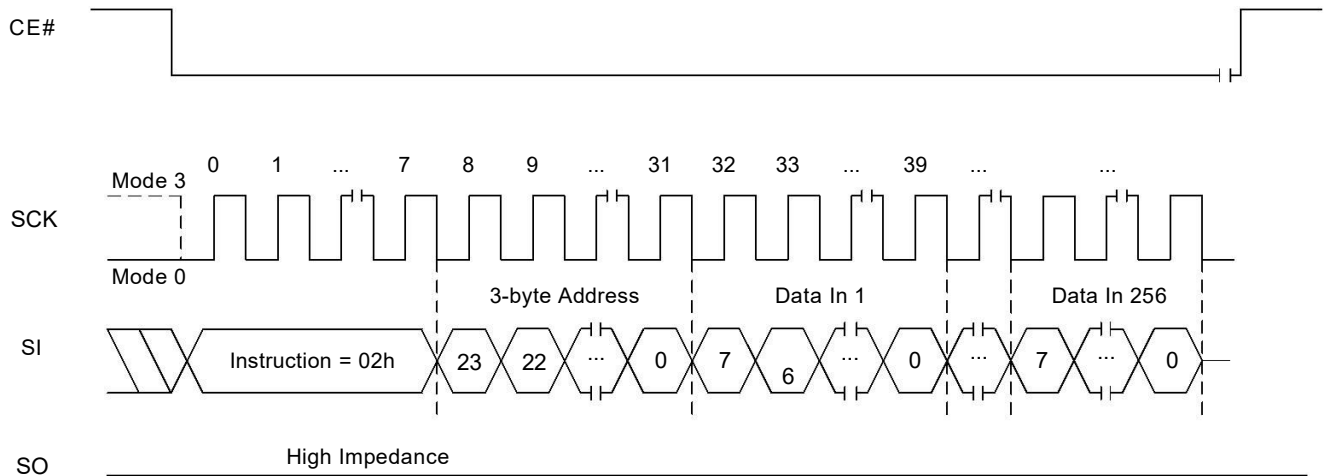 CE#
0 1 ... 7 8 9 ... 31 32 33 ... 39 ... ...
Mode 3
SCK
Mode 0
3-byte Address Data In 1 Data In 256
SI Instruction = 02h 23 22 ... 0 7 6 ... 0 ... 7 ... 0
SO High Impedance